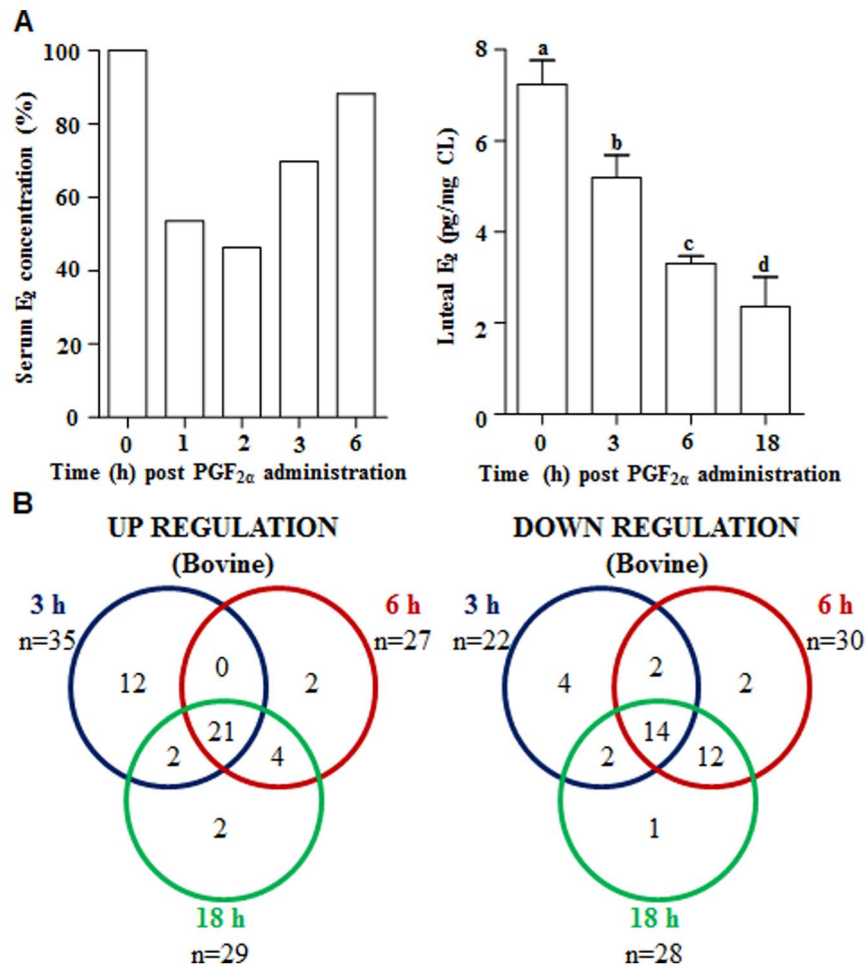 A
Serum E₂ concentration (%)
100
80
60
40
20
0
0 1 2 3 6
Time (h) post PGF₂α administration
Luteal E₂ (pg/mg CL)
8
6
4
2
0
a
b
c
d
0 3 6 18
Time (h) post PGF₂α administration
B
UP REGULATION
(Bovine)
3 h
n=35
6 h
n=27
12
0
2
21
2
4
2
18 h
n=29
DOWN REGULATION
(Bovine)
3 h
n=22
6 h
n=30
4
2
2
14
2
12
1
18 h
n=28